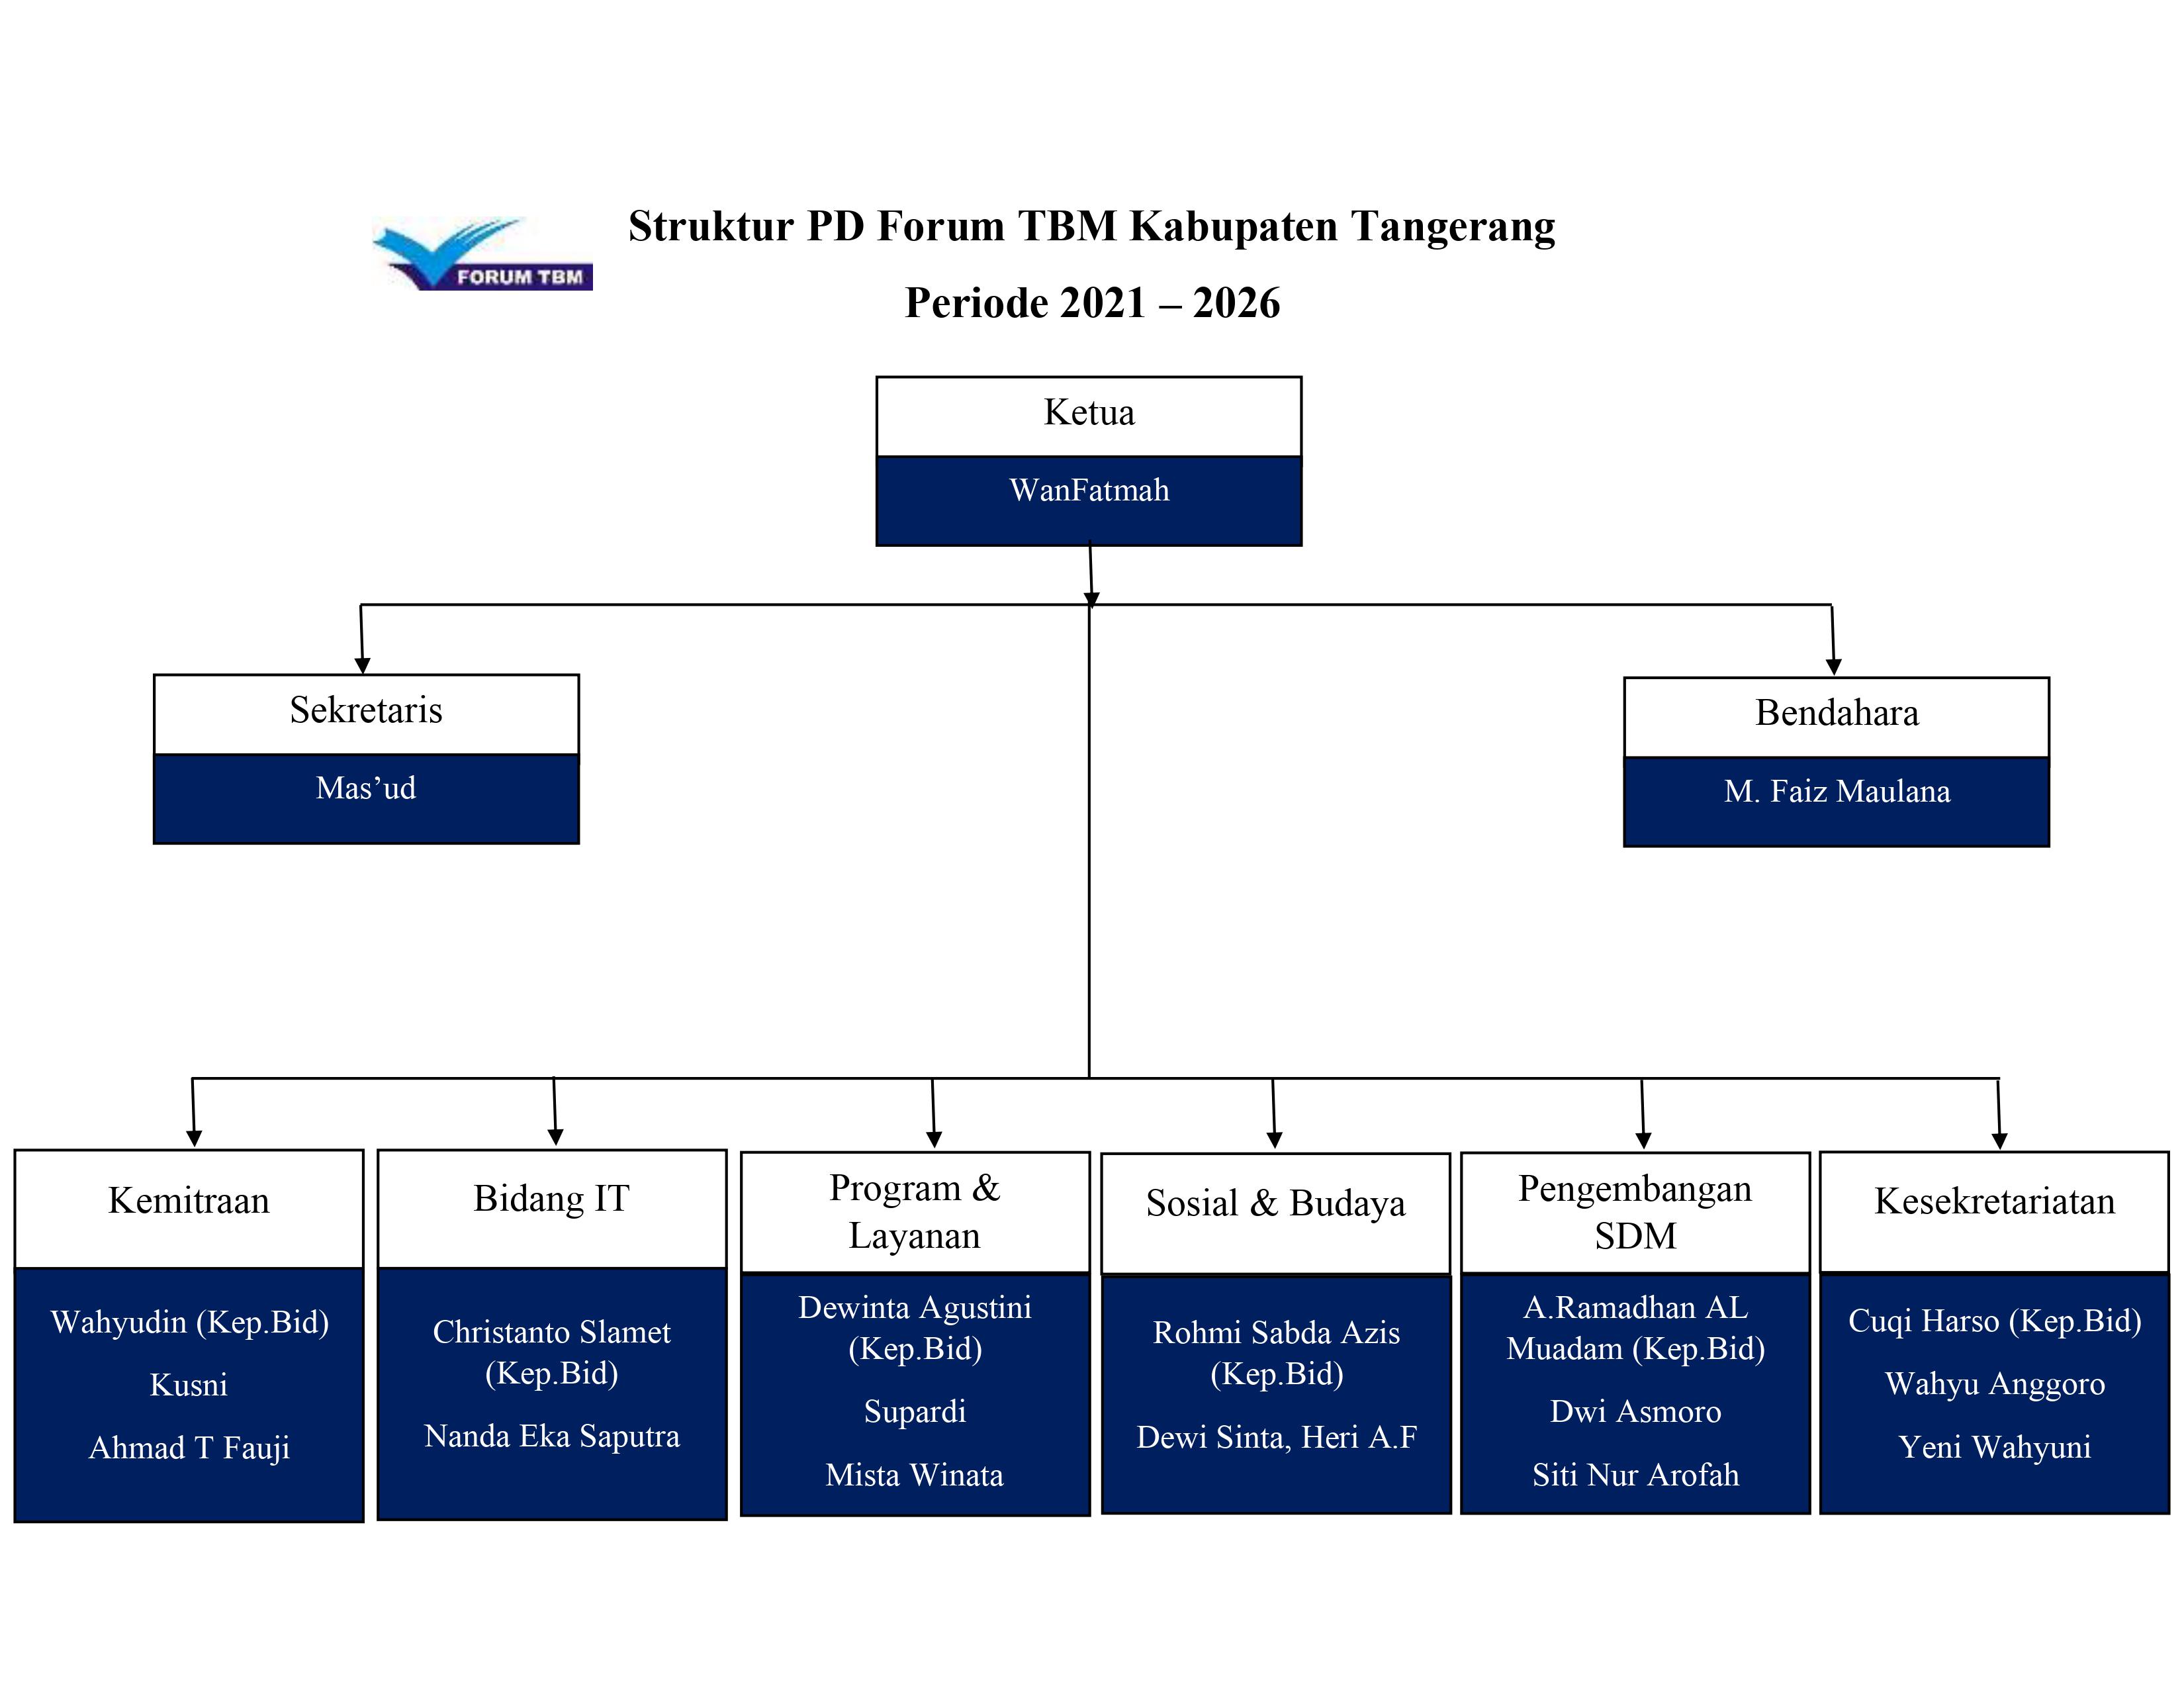 FORUM TBM
Struktur PD Forum TBM Kabupaten Tangerang
Periode 2021 – 2026
Ketua
WanFatmah
Sekretaris
Mas’ud
Bendahara
M. Faiz Maulana
Kemitraan
Wahyudin (Kep.Bid)
Kusni
Ahmad T Fauji
Bidang IT
Christanto Slamet
(Kep.Bid)
Nanda Eka Saputra
Program &
Layanan
Dewinta Agustini
(Kep.Bid)
Supardi
Mista Winata
Sosial & Budaya
Rohmi Sabda Azis
(Kep.Bid)
Dewi Sinta, Heri A.F
Pengembangan
SDM
A.Ramadhan AL
Muadam (Kep.Bid)
Dwi Asmoro
Siti Nur Arofah
Kesekretariatan
Cuqi Harso (Kep.Bid)
Wahyu Anggoro
Yeni Wahyuni